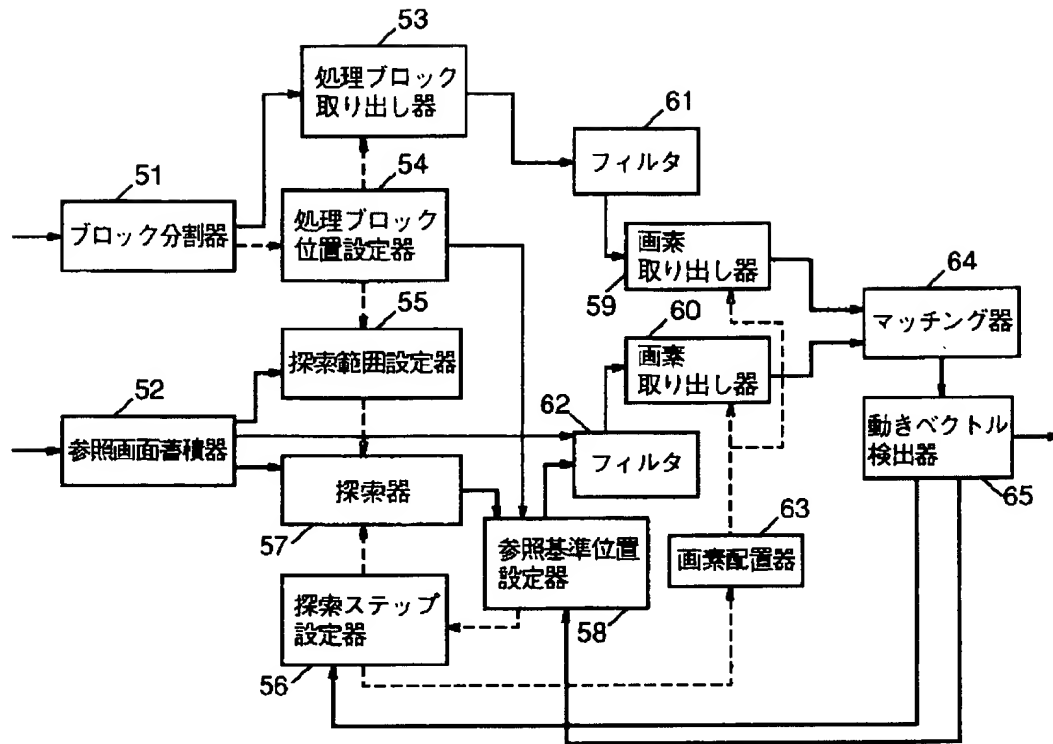 53
処理ブロック
取り出し器
61
フィルタ
51
ブロック分割器
54
処理ブロック
位置設定器
画素
取り出し器
59
64
マッチング器
55
探索範囲設定器
60
画素
取り出し器
52
参照画面蓄積器
62
フィルタ
動きベクトル
検出器
65
探索器
57
参照基準位置
設定器
58
63
画素配置器
探索ステップ
設定器
56